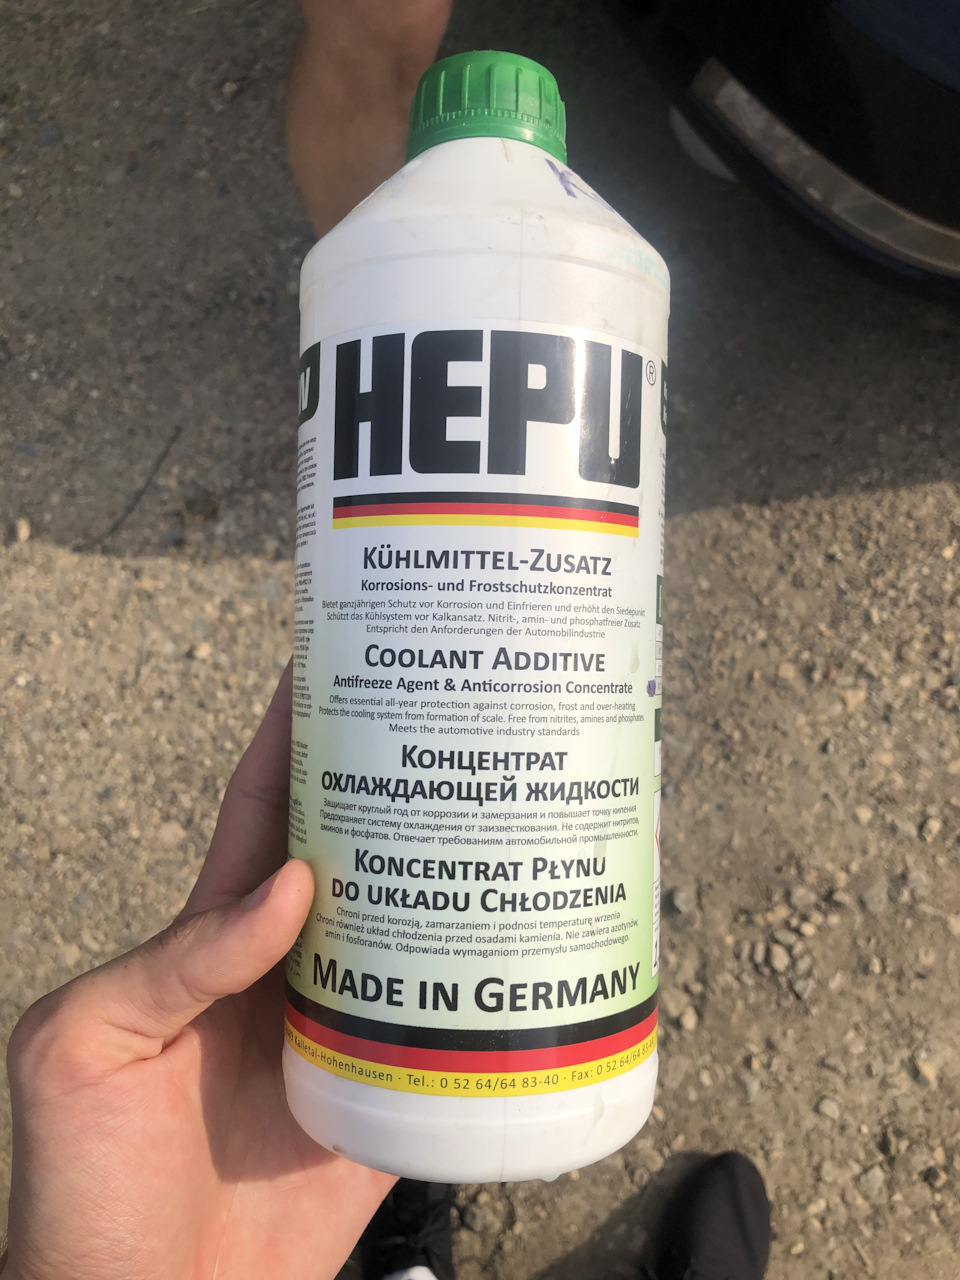 HEPU®
KÜHLMITTEL-ZUSATZ
Korrosions- und Frostschutzkonzentrat
Bietet ganzjährigen Schutz vor Korrosion und Einfrieren und erhöht den Siedepunkt
Schützt das Kühlsystem vor Kalkansatz. Nitrit-, amin- und phosphatfreier Zusatz
Entspricht den Anforderungen der Automobilindustrie
COOLANT ADDITIVE
Antifreeze Agent & Anticorrosion Concentrate
Offers essential all-year protection against corrosion, frost and over-heating
Protects the cooling system from formation of scale. Free from nitrites, amines and phosphates
Meets the automotive industry standards
КОНЦЕНТРАТ
ОХЛАЖДАЮЩЕЙ ЖИДКОСТИ
Защищает круглый год от коррозии и замерзания и повышает точку кипения
Предохраняет систему охлаждения от заизвесткования. Не содержит нитритов,
аминов и фосфатов. Отвечает требованиям автомобильной промышленности.
KONCENTRAT PŁYNU
DO UKŁADU CHŁODZENIA
Chroni przed korozją, zamarzaniem i podnosi temperaturę wrzenia
Chroni również układ chłodzenia przed osadami kamienia. Nie zawiera azotynów,
amin i fosforanów. Odpowiada wymaganiom przemysłu samochodowego.
MADE IN GERMANY
Kalletal-Hohenhausen · Tel.: 0 52 64/64 83-40 · Fax: 0 52 64/64 83-44